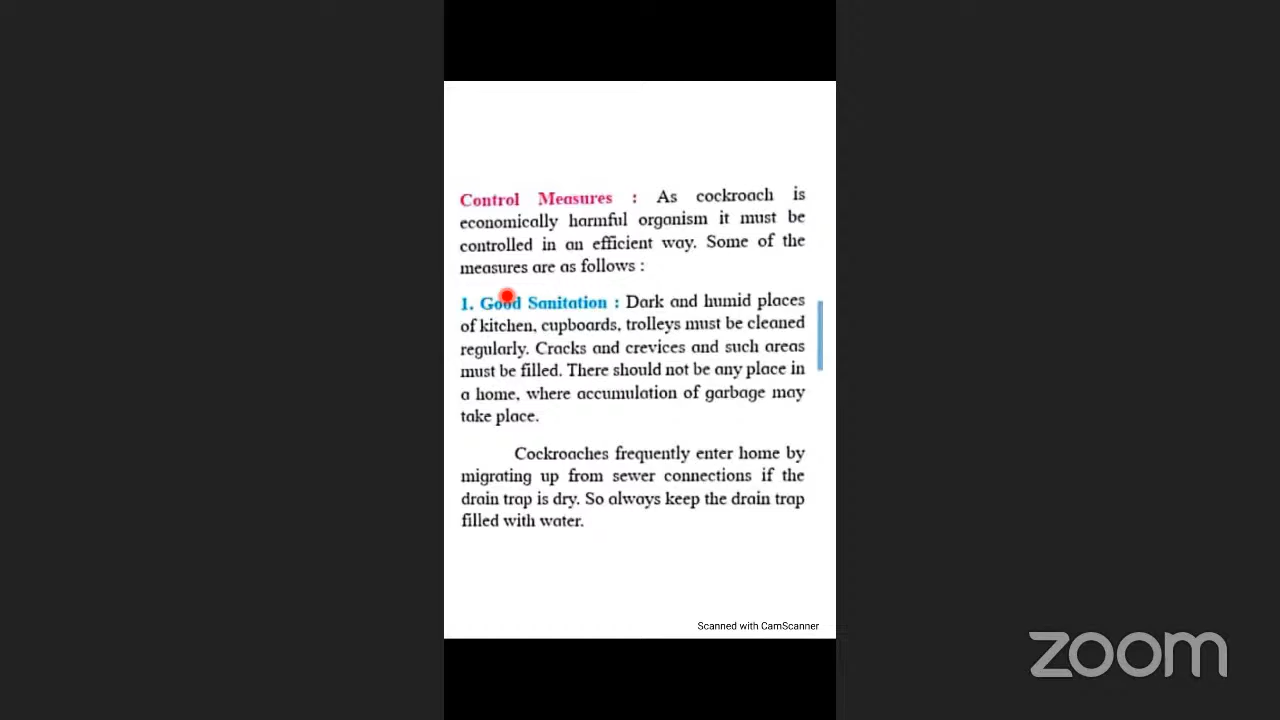 Control Measures : As cockroach is
economically harmful organism it must be
controlled in an efficient way. Some of the
measures are as follows :
1. Good Sanitation : Dark and humid places
of kitchen, cupboards, trolleys must be cleaned
regularly. Cracks and crevices and such areas
must be filled. There should not be any place in
a home, where accumulation of garbage may
take place.
Cockroaches frequently enter home by
migrating up from sewer connections if the
drain trap is dry. So always keep the drain trap
filled with water.
Scanned with CamScanner
zoom